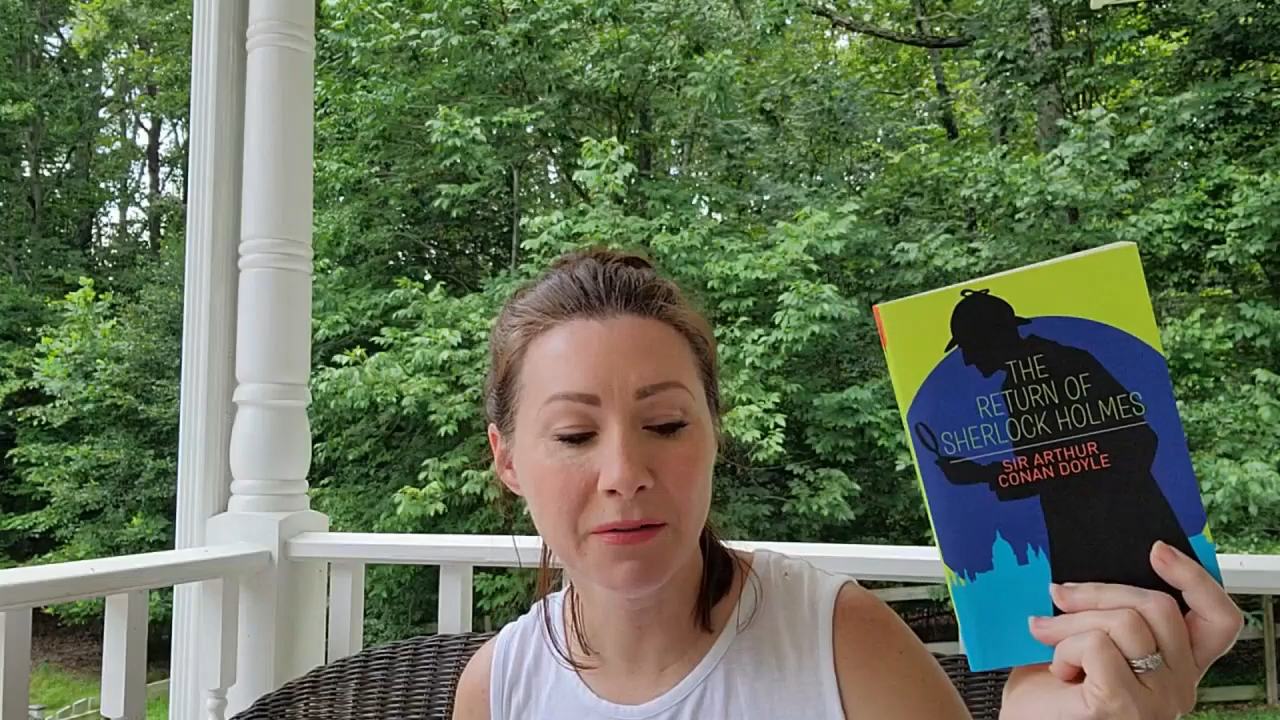 THE
RETURN OF
SHERLOCK HOLMES
SIR ARTHUR
CONAN DOYLE